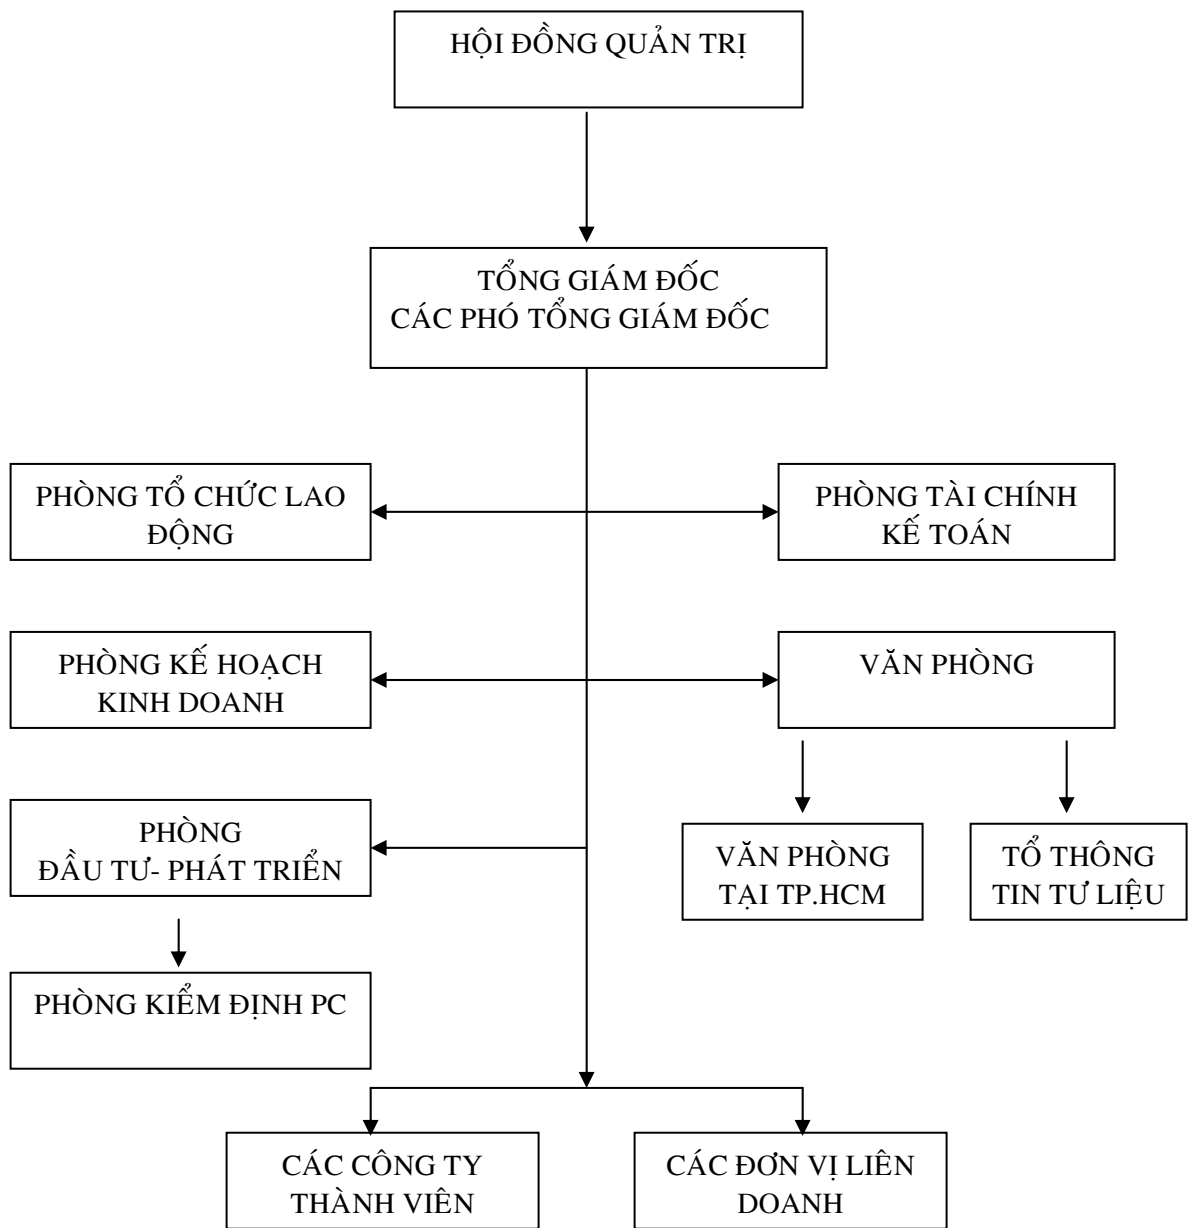 HỘI ĐỒNG QUẢN TRỊ
TỔNG GIÁM ĐỐC
CÁC PHÓ TỔNG GIÁM ĐỐC
PHÒNG TỔ CHỨC LAO
ĐỘNG
PHÒNG TÀI CHÍNH
KẾ TOÁN
PHÒNG KẾ HOẠCH
KINH DOANH
VĂN PHÒNG
PHÒNG
ĐẦU TƯ- PHÁT TRIỂN
VĂN PHÒNG
TẠI TP.HCM
TỔ THÔNG
TIN TƯ LIỆU
PHÒNG KIỂM ĐỊNH PC
CÁC CÔNG TY
THÀNH VIÊN
CÁC ĐƠN VỊ LIÊN
DOANH